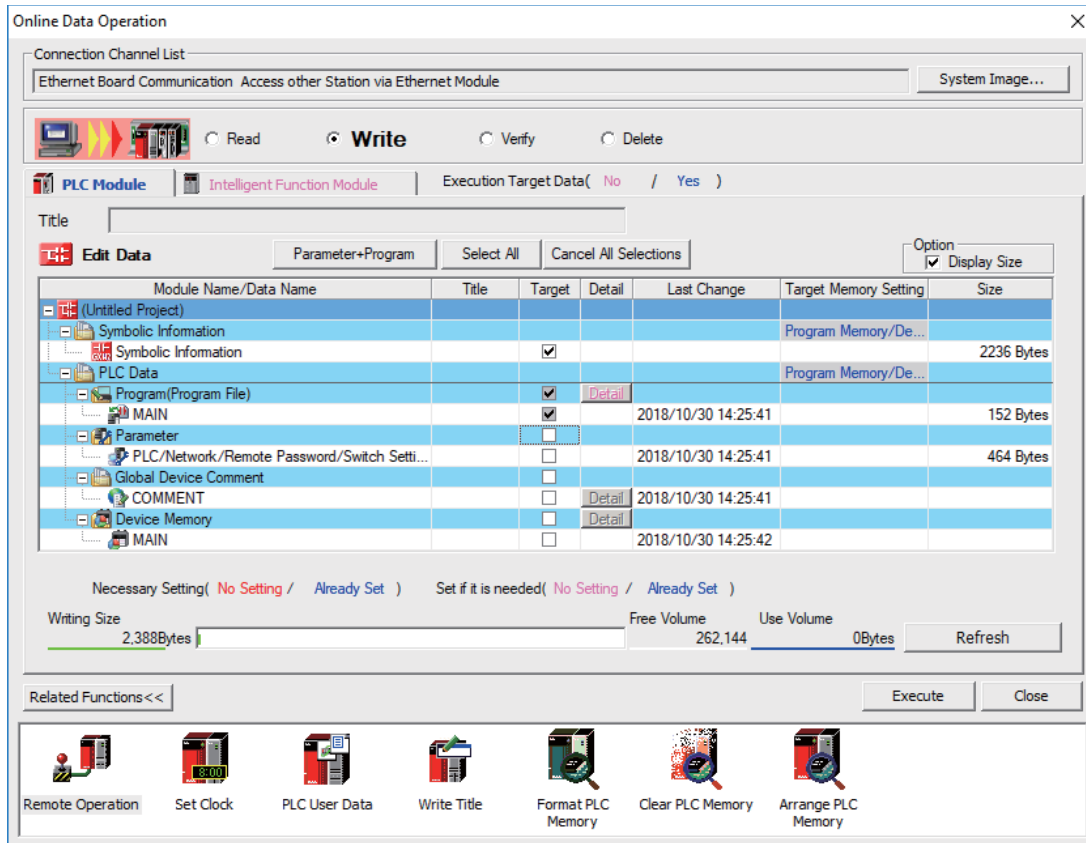 Online Data Operation
Connection Channel List
Ethernet Board Communication Access other Station via Ethernet Module
System Image...
Read Write Verify Delete
PLC Module Intelligent Function Module Execution Target Data( No / Yes )
Title
Edit Data Parameter+Program Select All Cancel All Selections
Option
Display Size
Module Name/Data Name Title Target Detail Last Change Target Memory Setting Size
(Untitled Project)
Symbolic Information Program Memory/De...
Symbolic Information 2236 Bytes
PLC Data Program Memory/De...
Program(Program File) Detail
MAIN 2018/10/30 14:25:41 152 Bytes
Parameter
PLC/Network/Remote Password/Switch Setti... 2018/10/30 14:25:41 464 Bytes
Global Device Comment
COMMENT Detail 2018/10/30 14:25:41
Device Memory Detail
MAIN 2018/10/30 14:25:42
Necessary Setting( No Setting / Already Set ) Set if it is needed( No Setting / Already Set )
Writing Size Free Volume Use Volume
2,388Bytes 262,144 0Bytes Refresh
Related Functions<< Execute Close
8:00
Remote Operation Set Clock PLC User Data Write Title Format PLC Clear PLC Memory Arrange PLC
Memory Memory